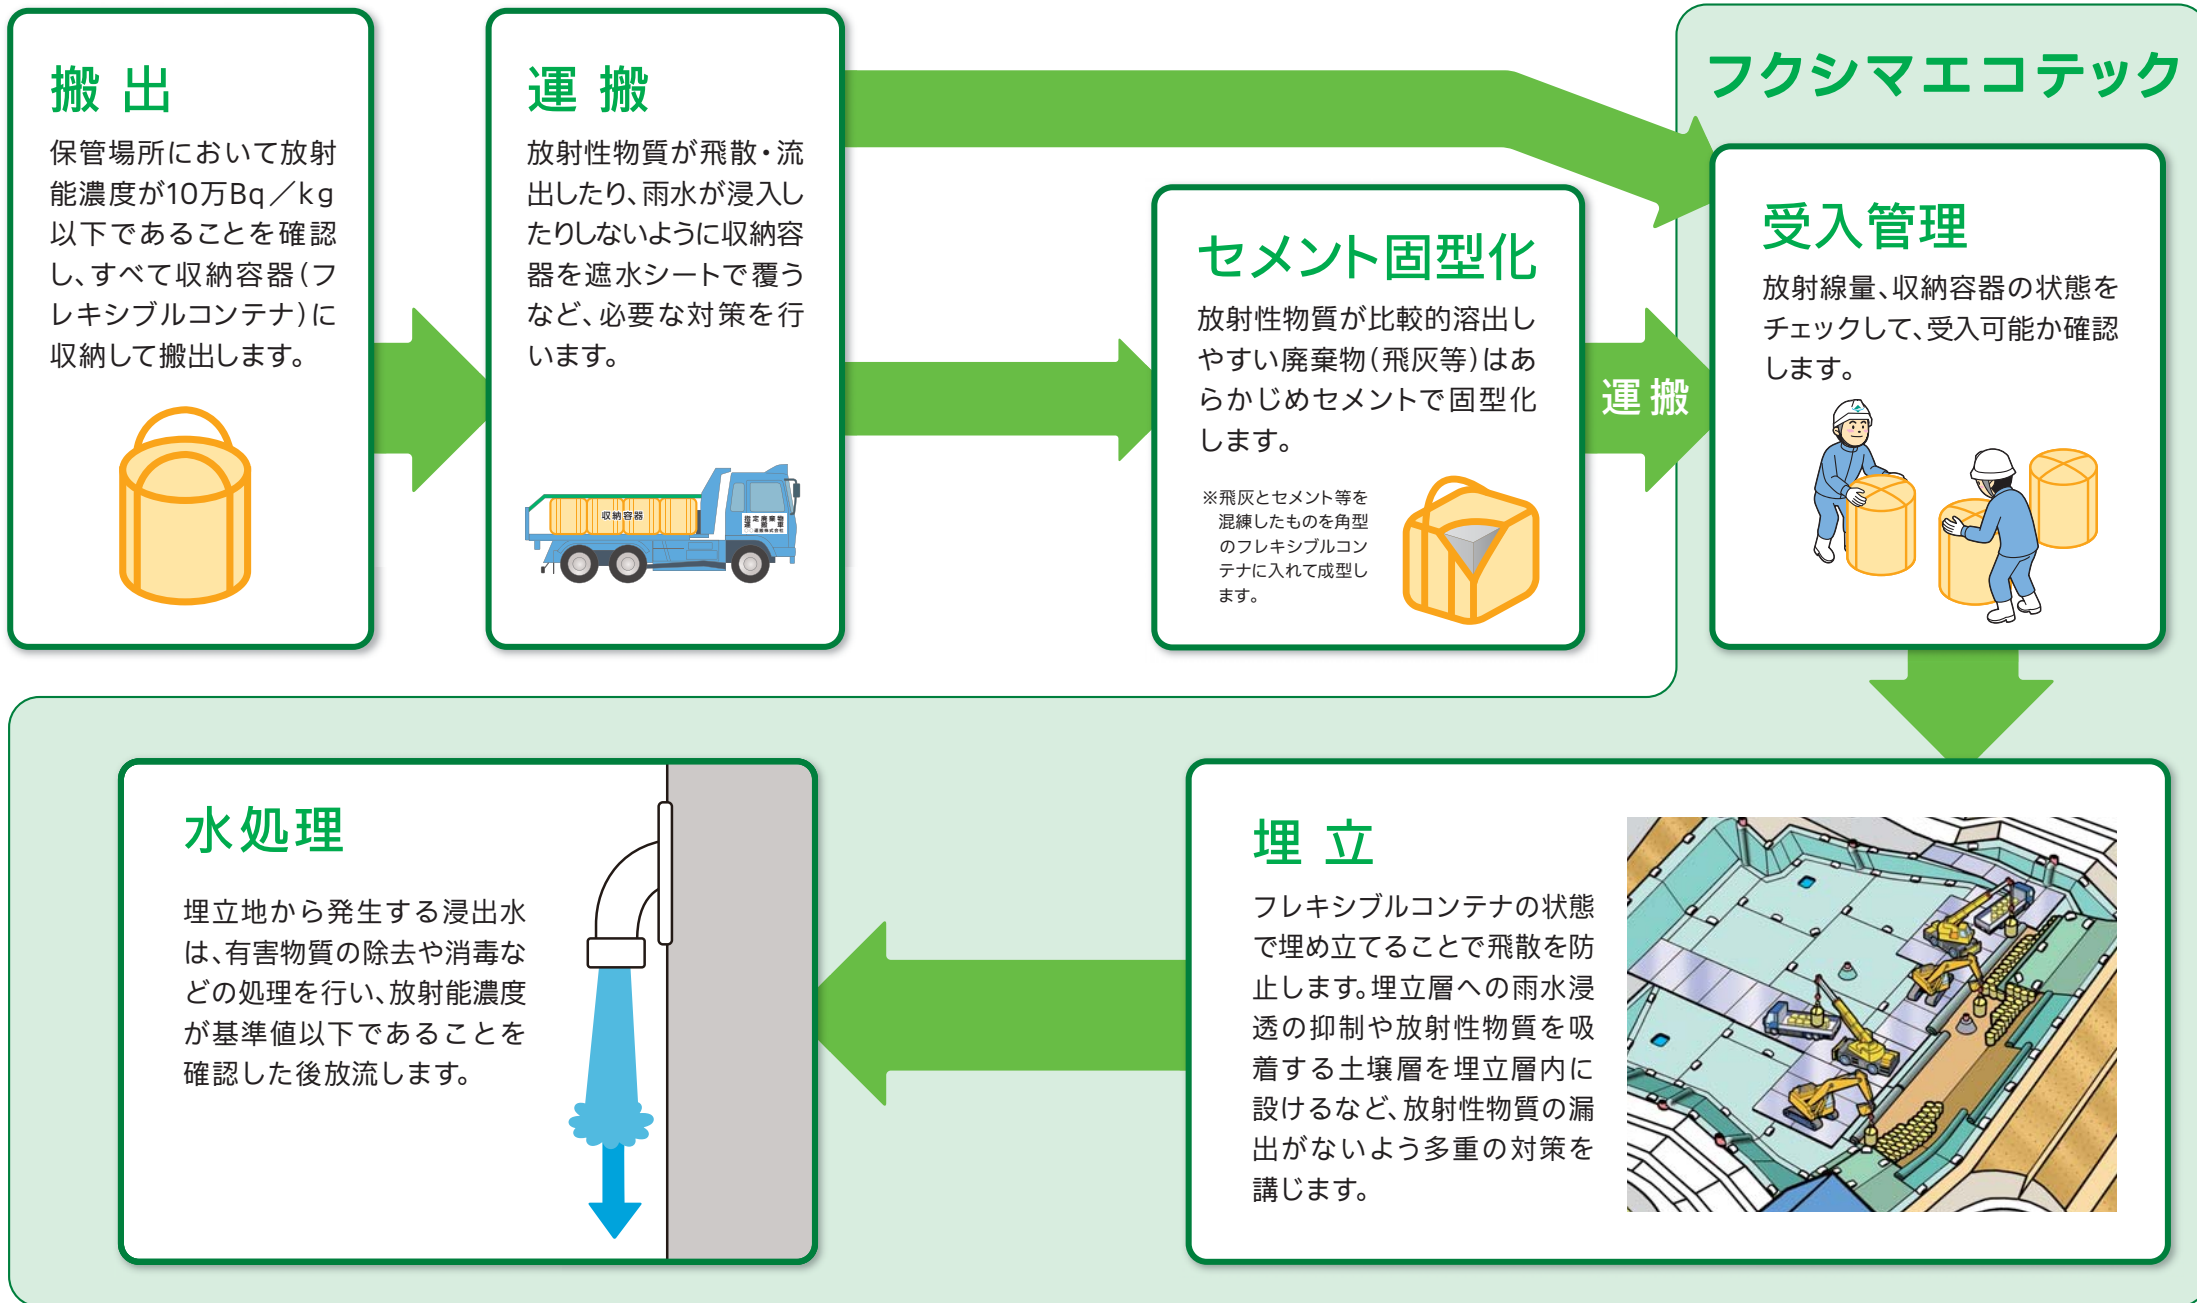 搬出
保管場所において放射
能濃度が10万Bq／kg
以下であることを確認
し、すべて収納容器（フ
レキシブルコンテナ）に
収納して搬出します。
運搬
放射性物質が飛散・流
出したり、雨水が浸入し
たりしないように収納容
器を遮水シートで覆う
など、必要な対策を行
います。
収納容器
指定廃棄物
運搬車
運搬株式会社
セメント固型化
放射性物質が比較的溶出し
やすい廃棄物（飛灰等）はあ
らかじめセメントで固型化
します。
※飛灰とセメント等を
混練したものを角型
のフレキシブルコン
テナに入れて成型し
ます。
運搬
フクシマエコテック
受入管理
放射線量、収納容器の状態を
チェックして、受入可能か確認
します。
埋立
フレキシブルコンテナの状態
で埋め立てることで飛散を防
止します。埋立層への雨水浸
透の抑制や放射性物質を吸
着する土壌層を埋立層内に
設けるなど、放射性物質の漏
出がないよう多重の対策を
講じます。
水処理
埋立地から発生する浸出水
は、有害物質の除去や消毒な
どの処理を行い、放射能濃度
が基準値以下であることを
確認した後放流します。